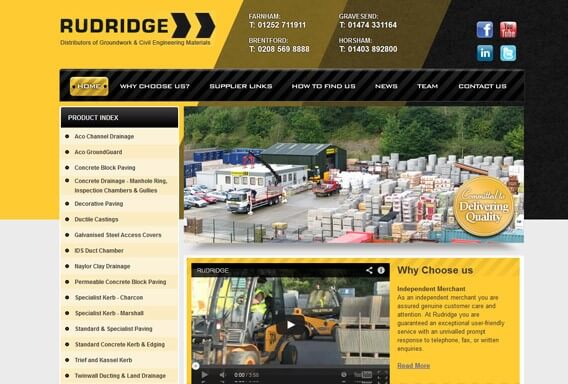 RUDRIDGE
Distributors of Groundwork & Civil Engineering Materials
FARNHAM:
T: 01252 711911
GRAVESEND:
T: 01474 331164
BRENTFORD:
T: 0208 569 8888
HORSHAM:
T: 01403 892800
You
Tube
in
HOME
WHY CHOOSE US?
SUPPLIER LINKS
HOW TO FIND US
NEWS
TEAM
CONTACT US
PRODUCT INDEX
Aco Channel Drainage
Aco GroundGuard
Concrete Block Paving
Concrete Drainage - Manhole Ring,
Inspection Chambers & Gullies
Decorative Paving
Ductile Castings
Galvanised Steel Access Covers
IDS Duct Chamber
Naylor Clay Drainage
Permeable Concrete Block Paving
Specialist Kerb - Charcon
Specialist Kerb - Marshall
Standard & Specialist Paving
Standard Concrete Kerb & Edging
Trief and Kassel Kerb
Twinwall Ducting & Land Drainage
Committed to
Delivering
Quality
RUDRIDGE
0:00 / 3:58
Why Choose us
Independent Merchant
As an independent merchant you are
assured genuine customer care and
attention. At Rudridge you are
guaranteed an exceptional user-friendly
service with an unrivalled prompt
response to telephone, fax, or written
enquiries.
Read More